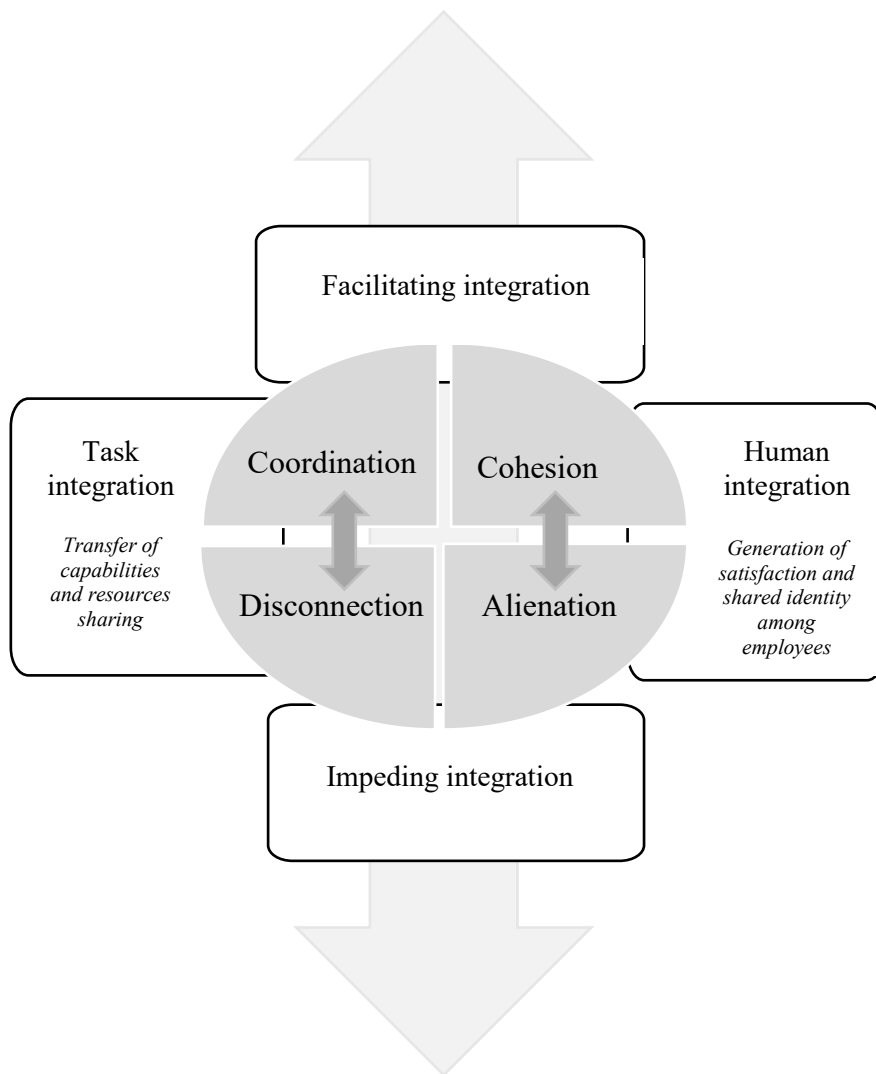 Facilitating integration
Task
integration
Transfer of
capabilities
and resources
sharing
Coordination
Cohesion
Disconnection
Alienation
Human
integration
Generation of
satisfaction and
shared identity
among
employees
Impeding integration